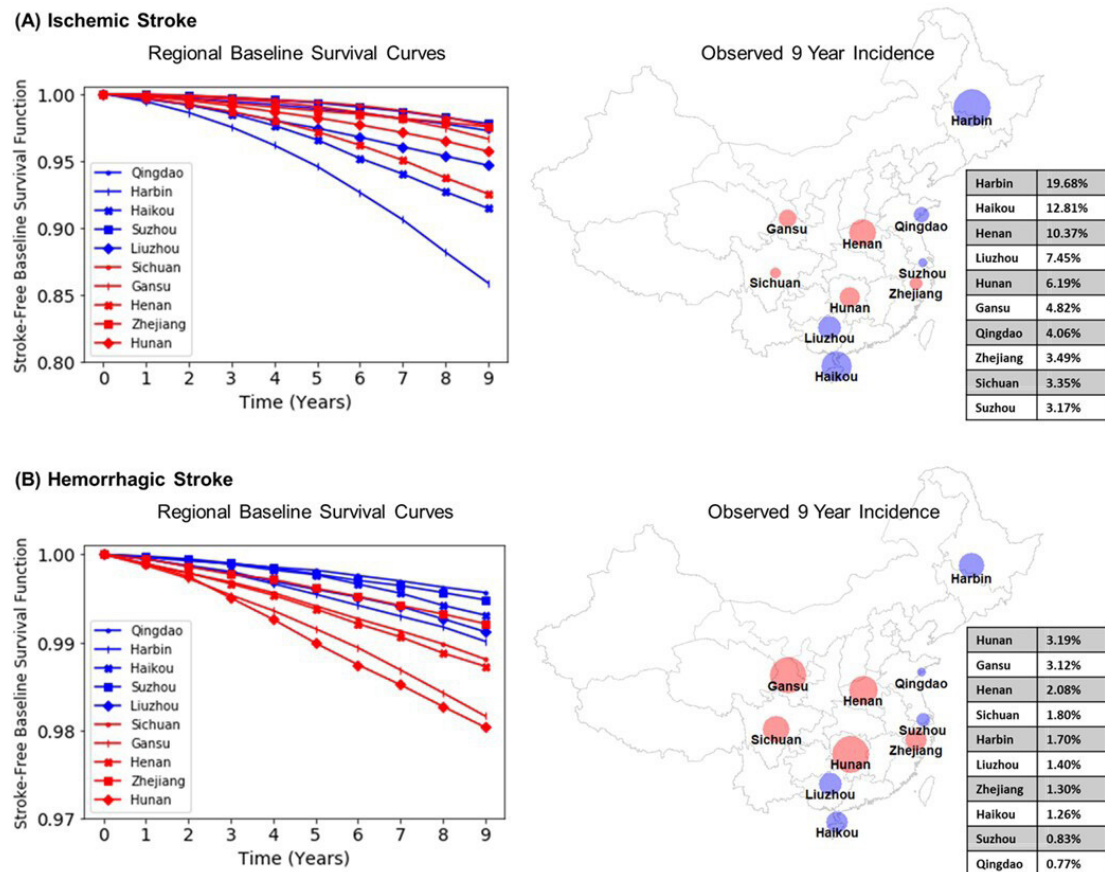 (A) Ischemic Stroke
Regional Baseline Survival Curves
Stroke-Free Baseline Survival Function
1.00
0.95
0.90
0.85
0.80
Qingdao
Harbin
Haikou
Suzhou
Liuzhou
Sichuan
Gansu
Henan
Zhejiang
Hunan
0 1 2 3 4 5 6 7 8 9
Time (Years)
Observed 9 Year Incidence
Harbin
Qingdao
Gansu
Henan
Suzhou
Sichuan
Zhejiang
Hunan
Liuzhou
Haikou
Harbin 19.68%
Haikou 12.81%
Henan 10.37%
Liuzhou 7.45%
Hunan 6.19%
Gansu 4.82%
Qingdao 4.06%
Zhejiang 3.49%
Sichuan 3.35%
Suzhou 3.17%
(B) Hemorrhagic Stroke
Regional Baseline Survival Curves
Stroke-Free Baseline Survival Function
1.00
0.99
0.98
0.97
Qingdao
Harbin
Haikou
Suzhou
Liuzhou
Sichuan
Gansu
Henan
Zhejiang
Hunan
0 1 2 3 4 5 6 7 8 9
Time (Years)
Observed 9 Year Incidence
Harbin
Qingdao
Gansu
Henan
Suzhou
Sichuan
Zhejiang
Hunan
Liuzhou
Haikou
Hunan 3.19%
Gansu 3.12%
Henan 2.08%
Sichuan 1.80%
Harbin 1.70%
Liuzhou 1.40%
Zhejiang 1.30%
Haikou 1.26%
Suzhou 0.83%
Qingdao 0.77%